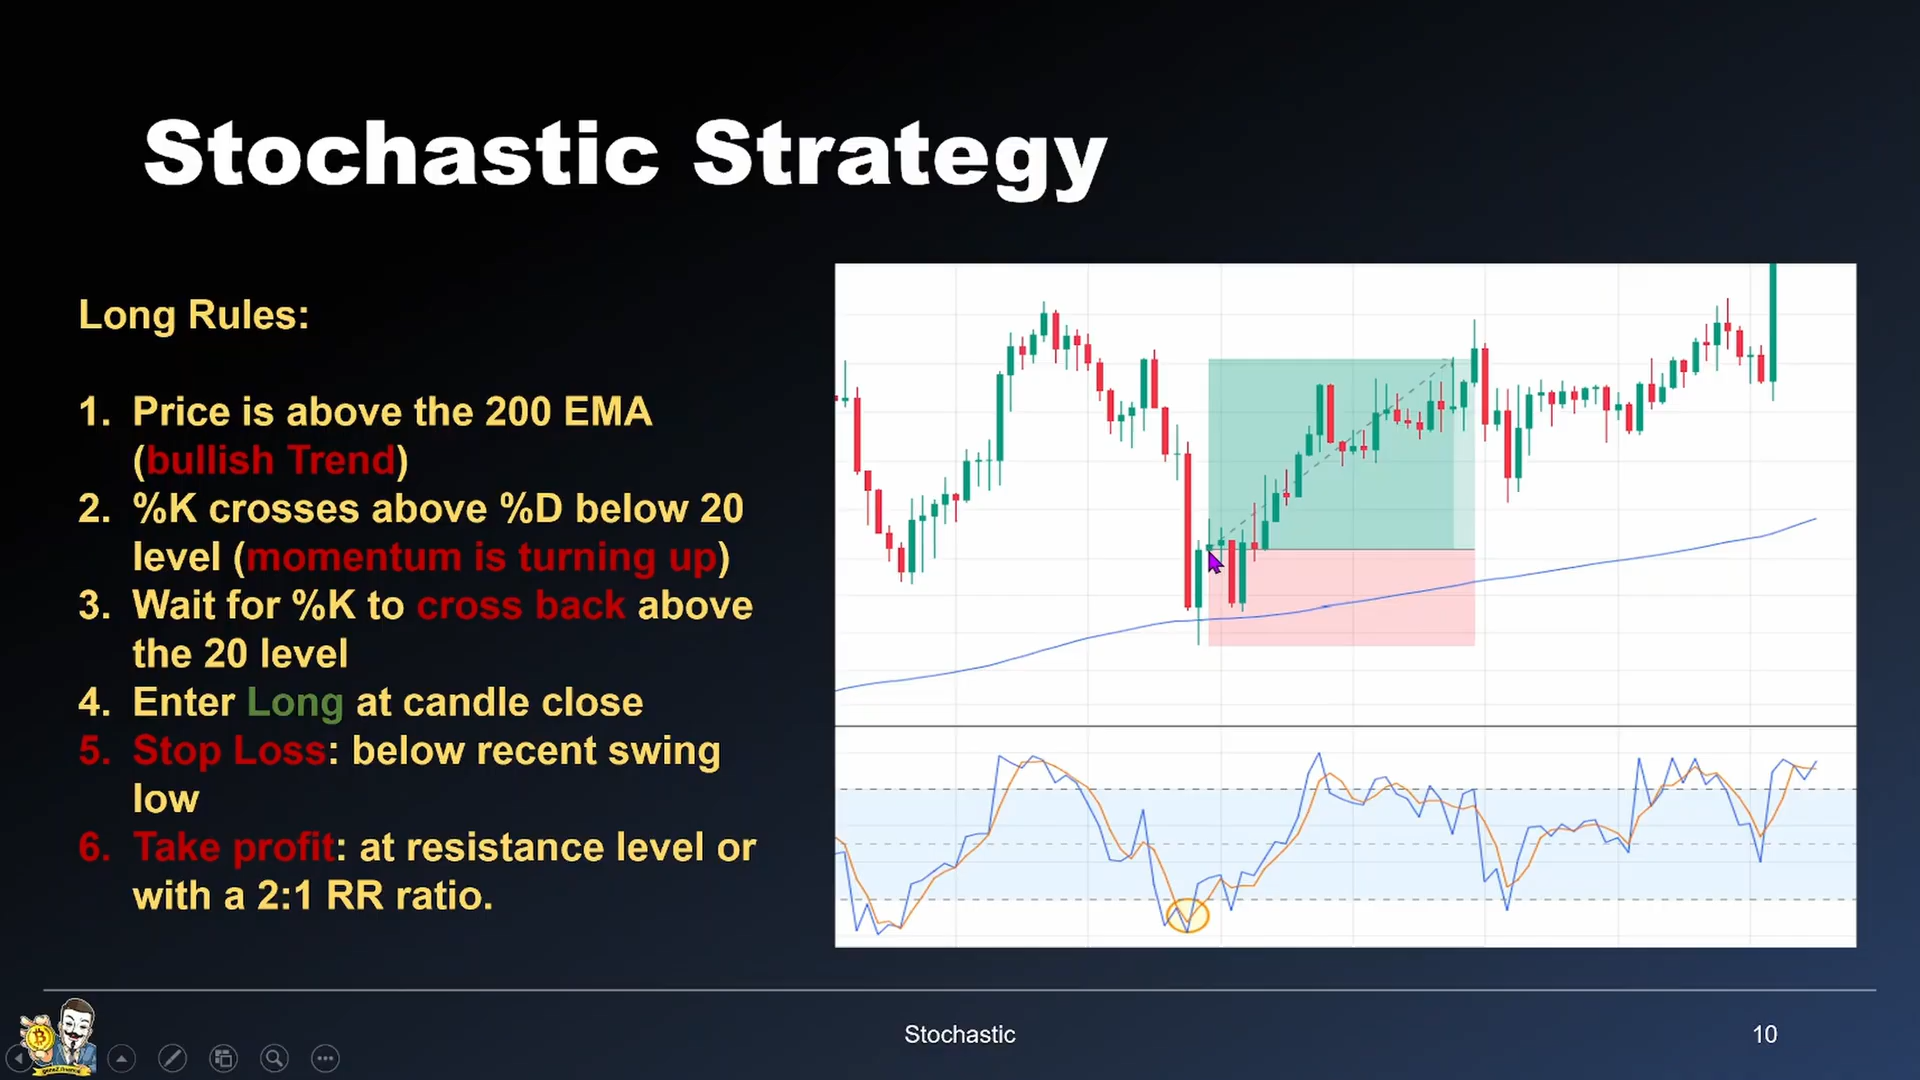 Stochastic Strategy
Long Rules:
1. Price is above the 200 EMA
(bullish Trend)
2. %K crosses above %D below 20
level (momentum is turning up)
3. Wait for %K to cross back above
the 20 level
4. Enter Long at candle close
5. Stop Loss: below recent swing
low
6. Take profit: at resistance level or
with a 2:1 RR ratio.
Stochastic
10